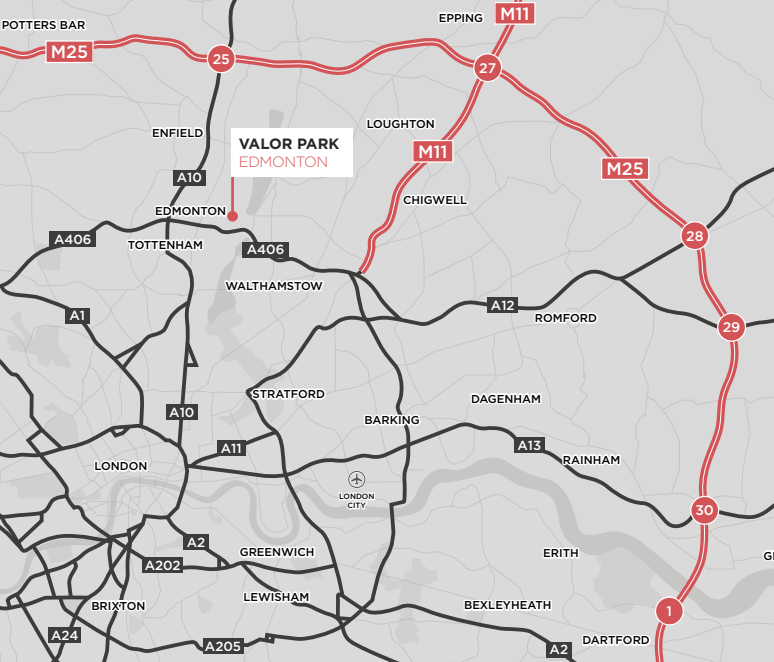 EPPING
M11
POTTERS BAR
M25
25
27
ENFIELD
LOUGHTON
VALOR PARK
EDMONTON
M11
M25
A10
CHIGWELL
EDMONTON
A406
TOTTENHAM
A406
28
WALTHAMSTOW
A1
A12
ROMFORD
29
STRATFORD
DAGENHAM
A10
BARKING
A11
A13
RAINHAM
LONDON
LONDON
CITY
30
A2
GREENWICH
ERITH
A202
LEWISHAM
BRIXTON
BEXLEYHEATH
1
A24
A205
A2
DARTFORD